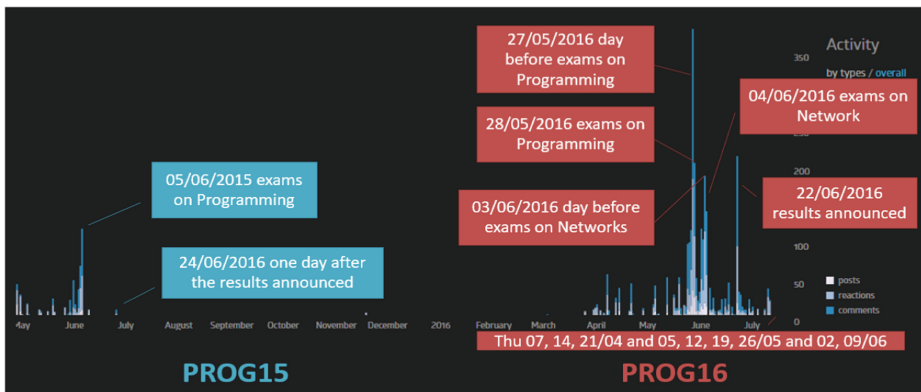 27/05/2016 day
before exams on
Programming
350
Activity
by types / overall
04/06/2016 exams on
Network
28/05/2016 exams on
Programming
250
05/06/2015 exams
on Programming
200
22/06/2016
results announced
03/06/2016 day before
exams on Networks
24/06/2016 one day after
the results announced
100
posts
50
reactions
comments
0
May June July August September October November December 2016 February March April May June July
Thu 07, 14, 21/04 and 05, 12, 19, 26/05 and 02, 09/06
PROG15
PROG16